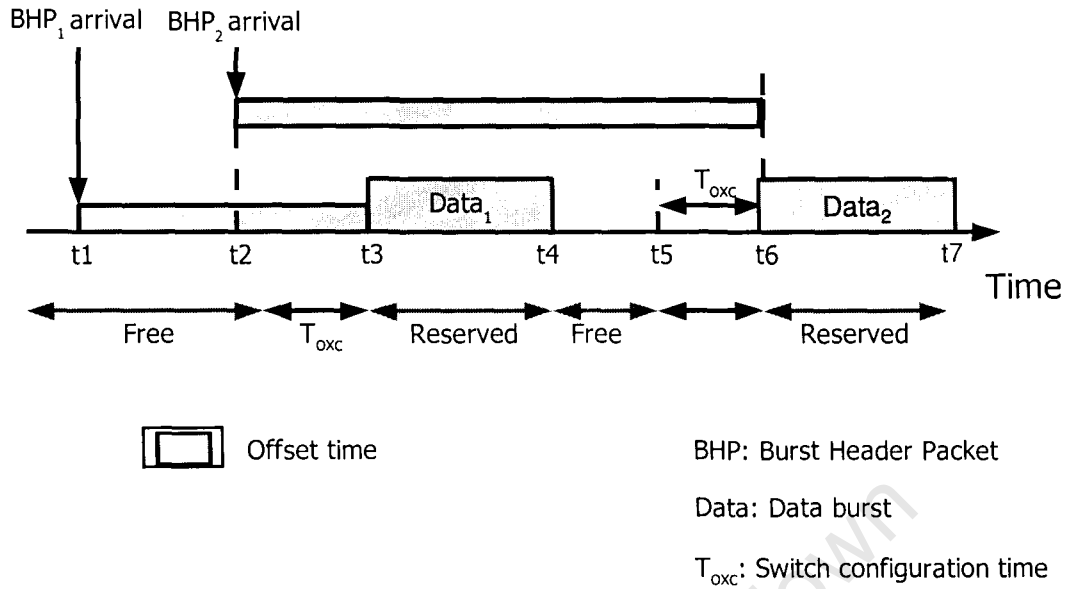 BHP1 arrival BHP2 arrival
Data1
Toxc
Data2
t1 t2 t3 t4 t5 t6 t7
Time
Free Toxc Reserved Free Reserved
Offset time
BHP: Burst Header Packet
Data: Data burst
Toxc: Switch configuration time